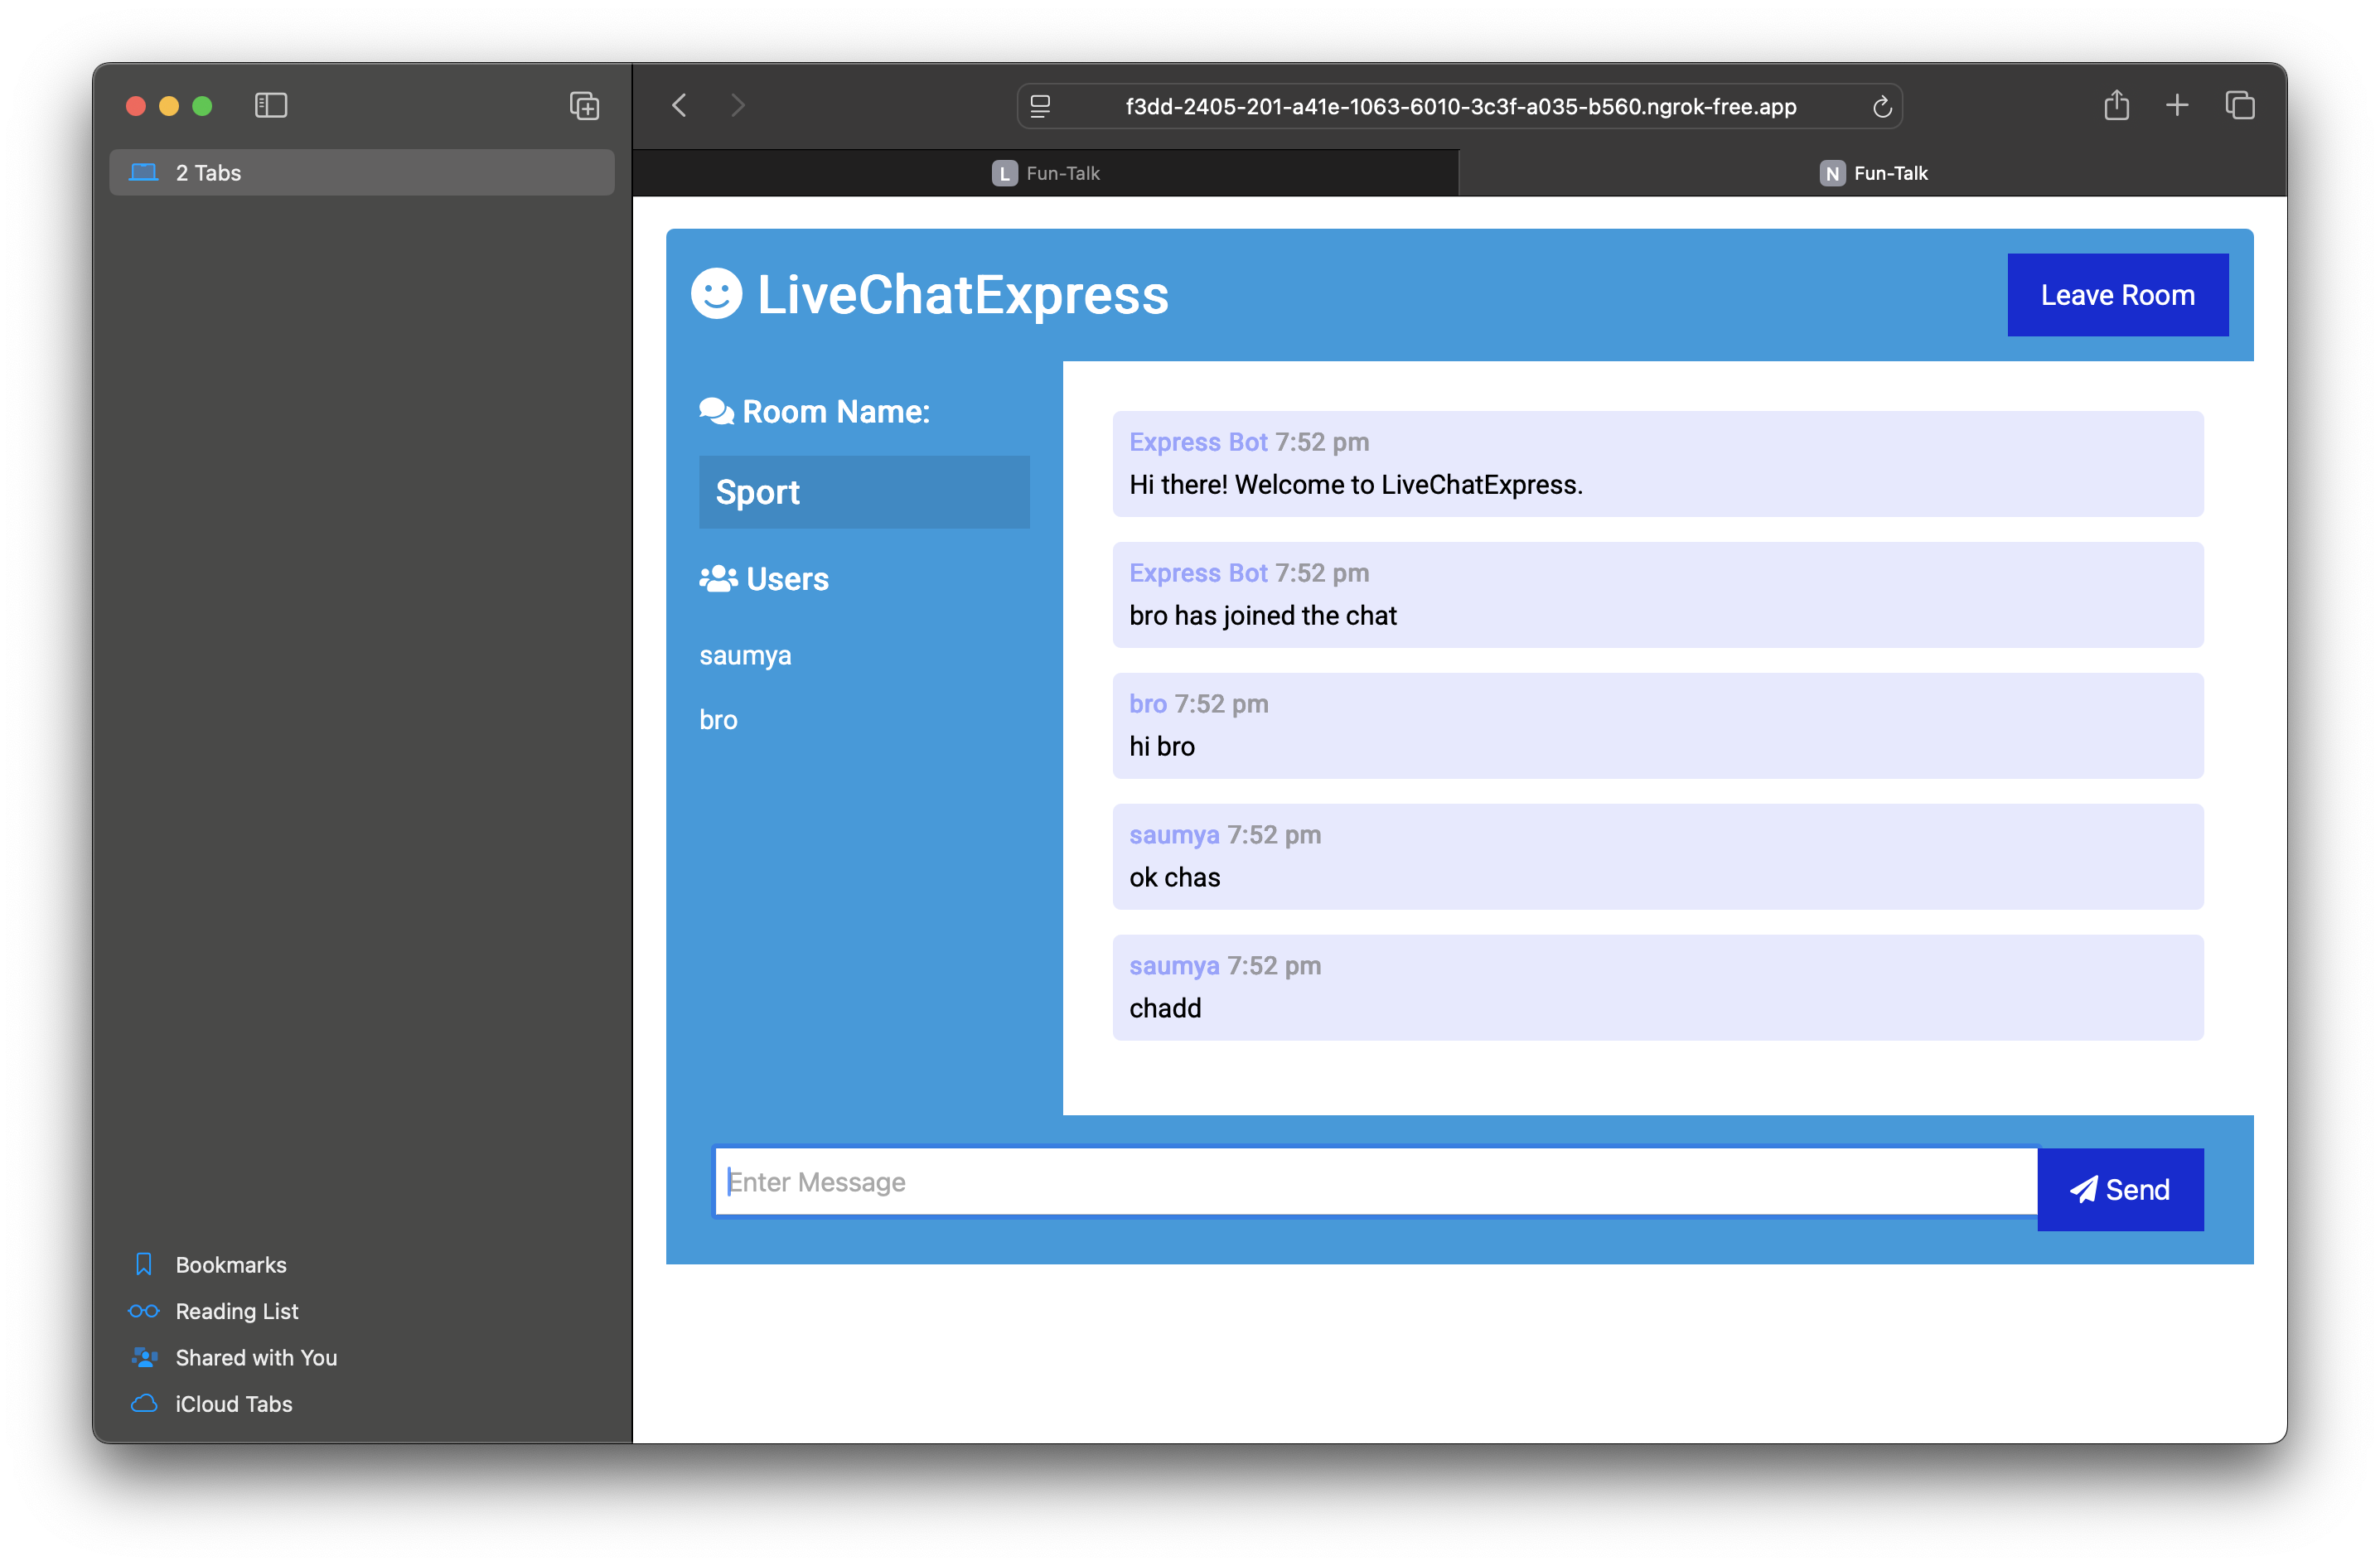 2 Tabs
f3dd-2405-201-a41e-1063-6010-3c3f-a035-b560.ngrok-free.app
L Fun-Talk
N Fun-Talk
LiveChatExpress
Leave Room
Room Name:
Sport
Users
saumya
bro
Express Bot 7:52 pm
Hi there! Welcome to LiveChatExpress.
Express Bot 7:52 pm
bro has joined the chat
bro 7:52 pm
hi bro
saumya 7:52 pm
ok chas
saumya 7:52 pm
chadd
Enter Message
Send
Bookmarks
Reading List
Shared with You
iCloud Tabs